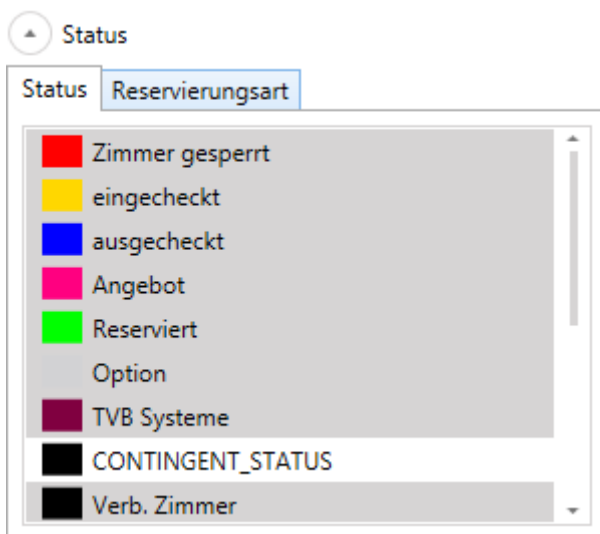 Status
Status Reservierungsart
Zimmer gesperrt
eingecheckt
ausgecheckt
Angebot
Reserviert
Option
TVB Systeme
CONTINGENT_STATUS
Verb. Zimmer